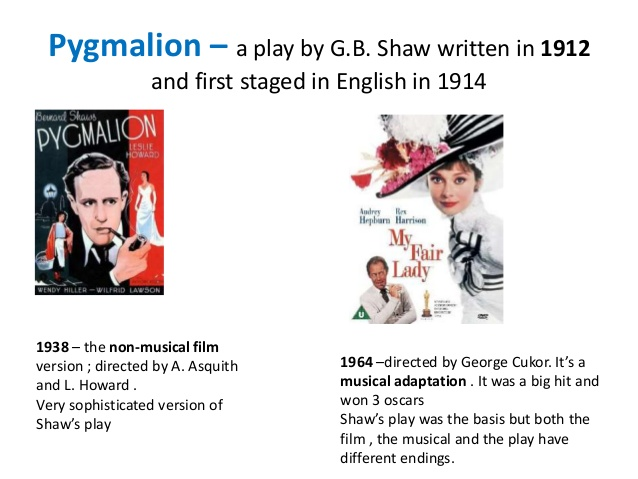 Pygmalion – a play by G.B. Shaw written in 1912
and first staged in English in 1914
Bernard Shaw's
PYGMALION
LESLIE
HOWARD
WENDY HILLER – WILFRID LAWSON
Audrey Rex
Hepburn Harrison
My
Fair
Lady
U
DVD
1938 – the non-musical film
version ; directed by A. Asquith
and L. Howard .
Very sophisticated version of
Shaw's play
1964 –directed by George Cukor. It's a
musical adaptation . It was a big hit and
won 3 oscars
Shaw's play was the basis but both the
film , the musical and the play have
different endings.